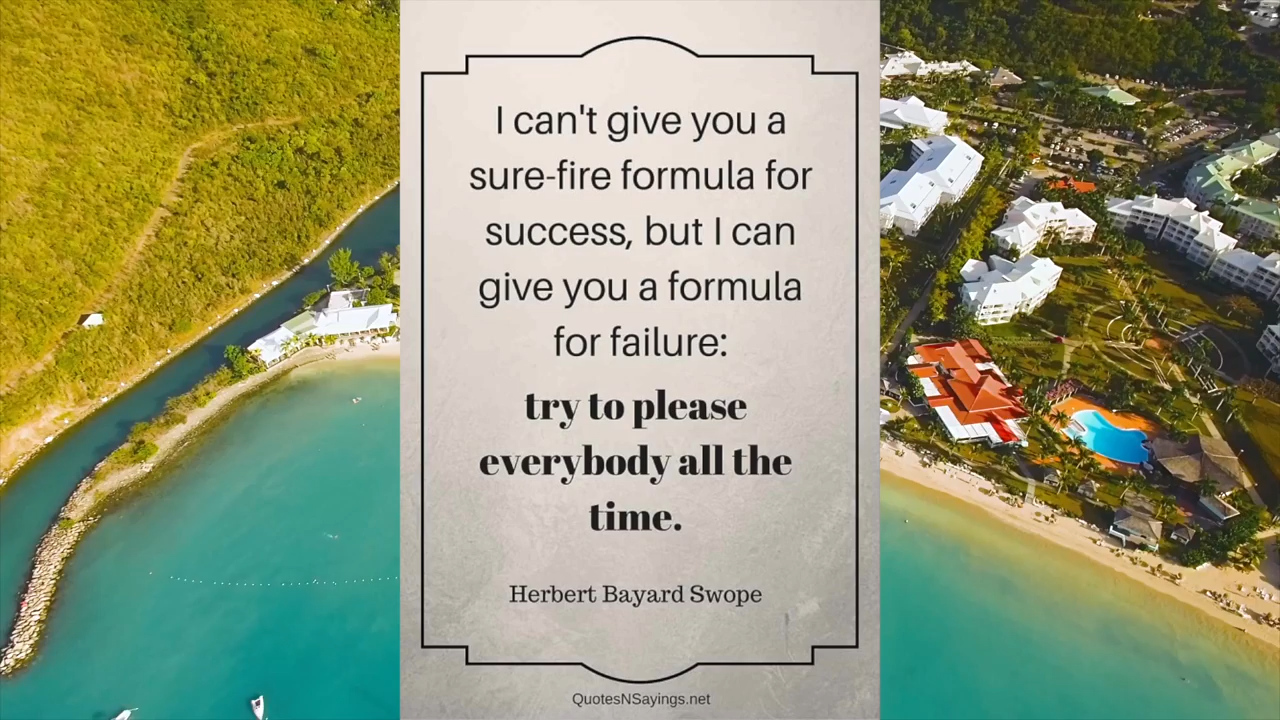 I can't give you a
sure-fire formula for
success, but I can
give you a formula
for failure:
try to please
everybody all the
time.
Herbert Bayard Swope
QuotesNSayings.net